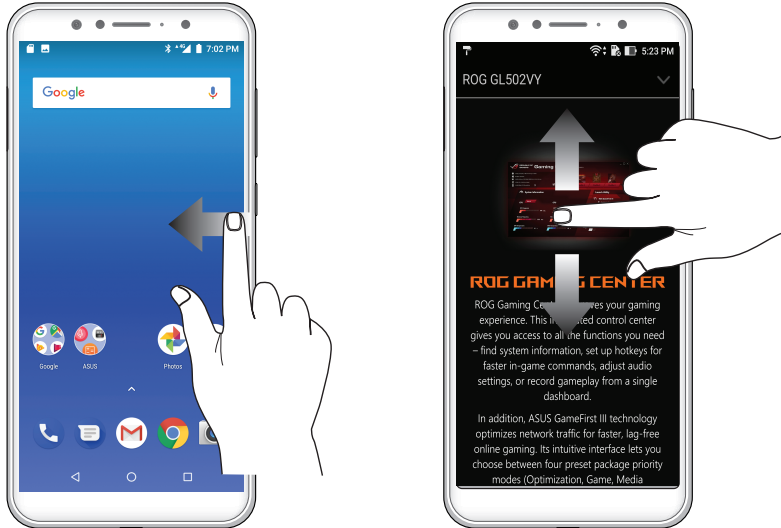 7:02 PM
Google
Google
ASUS
Photos
5:23 PM
ROG GL502VY
Gaming
ROG GAM G CENTER
ROG Gaming Ce ves your gaming
experience. This in ted control center
gives you access to all the functions you need
– find system information, set up hotkeys for
faster in-game commands, adjust audio
settings, or record gameplay from a single
dashboard.
In addition, ASUS GameFirst III technology
optimizes network traffic for faster, lag-free
online gaming. Its intuitive interface lets you
choose between four preset package priority
modes (Optimization, Game, Media